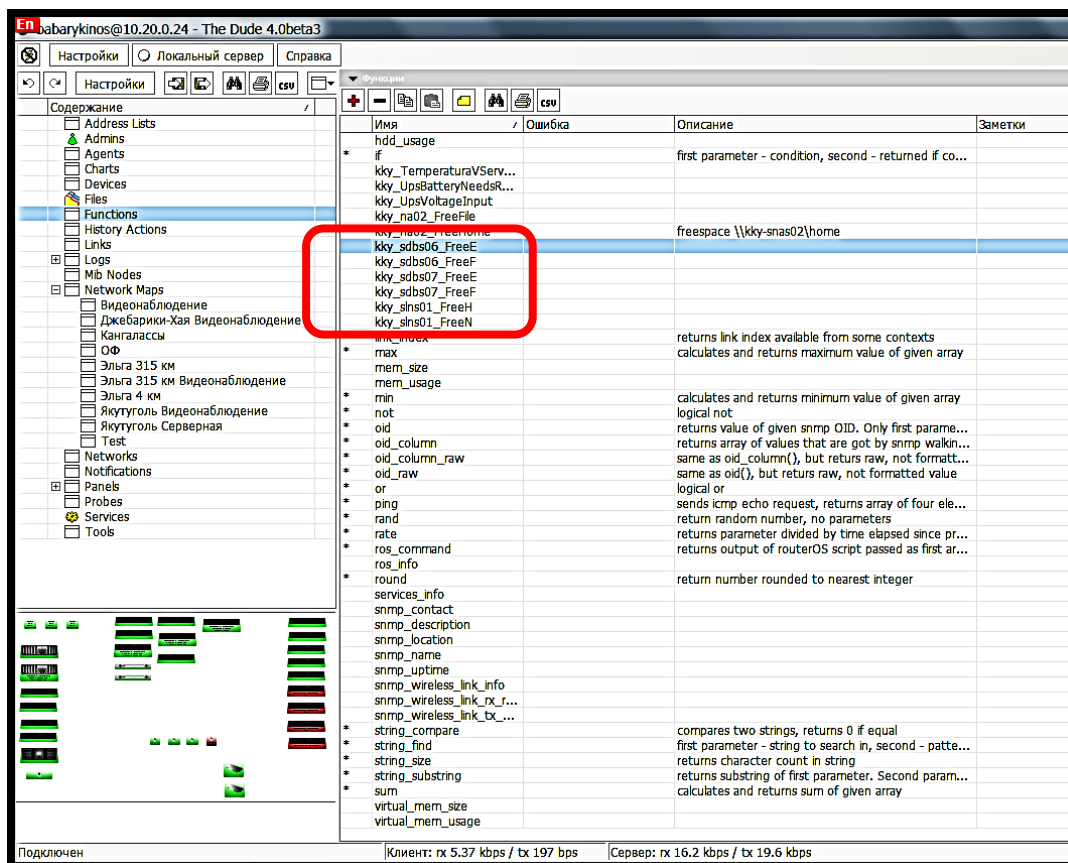 En babarykinos@10.20.0.24 - The Dude 4.0beta3
Настройки Локальный сервер Справка
Настройки csv
Функции
csv
Содержание /
Address Lists
Admins
Agents
Charts
Devices
Files
Functions
History Actions
Links
Logs
Mib Nodes
Network Maps
Видеонаблюдение
Джебарики-Хая Видеонаблюдение
Кангалассы
ОФ
Эльга 315 км
Эльга 315 км Видеонаблюдение
Эльга 4 км
Якутуголь Видеонаблюдение
Якутуголь Серверная
Test
Networks
Notifications
Panels
Probes
Services
Tools
Имя / Ошибка Описание Заметки
hdd_usage
* if first parameter - condition, second - returned if co...
kky_TemperaturaVServ...
kky_UpsBatteryNeedsR...
kky_UpsVoltageInput
kky_na02_FreeFile
kky_na02_FreeHome freespace \\kky-snas02\home
kky_sdbs06_FreeE
kky_sdbs06_FreeF
kky_sdbs07_FreeE
kky_sdbs07_FreeF
kky_slns01_FreeH
kky_slns01_FreeN
link_index returns link index available from some contexts
* max calculates and returns maximum value of given array
mem_size
mem_usage
* min calculates and returns minimum value of given array
* not logical not
* oid returns value of given snmp OID. Only first parame...
* oid_column returns array of values that are got by snmp walkin...
* oid_column_raw same as oid_column(), but returs raw, not formatt...
* oid_raw same as oid(), but returs raw, not formatted value
* or logical or
* ping sends icmp echo request, returns array of four ele...
* rand return random number, no parameters
* rate returns parameter divided by time elapsed since pr...
* ros_command returns output of routerOS script passed as first ar...
ros_info
* round return number rounded to nearest integer
services_info
snmp_contact
snmp_description
snmp_location
snmp_name
snmp_uptime
snmp_wireless_link_info
snmp_wireless_link_rx_r...
snmp_wireless_link_tx_...
* string_compare compares two strings, returns 0 if equal
* string_find first parameter - string to search in, second - patte...
* string_size returns character count in string
* string_substring returns substring of first parameter. Second param...
* sum calculates and returns sum of given array
virtual_mem_size
virtual_mem_usage
Подключен Клиент: rx 5.37 kbps / tx 197 bps Сервер: rx 16.2 kbps / tx 19.6 kbps